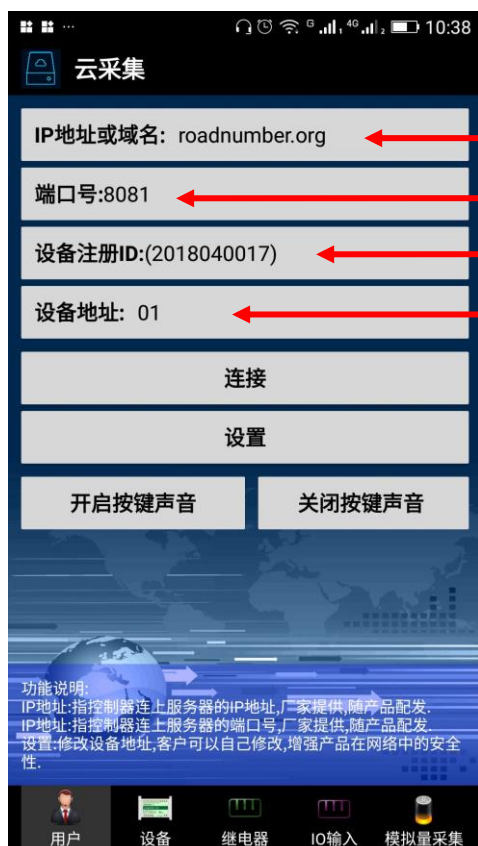 G 1 4G 2 10:38
云采集
IP地址或域名: roadnumber.org
端口号:8081
设备注册ID:(2018040017)
设备地址: 01
连接
设置
开启按键声音 关闭按键声音
功能说明:
IP地址:指控制器连上服务器的IP地址,厂家提供,随产品配发.
IP地址:指控制器连上服务器的端口号,厂家提供,随产品配发.
设置:修改设备地址,客户可以自己修改,增强产品在网络中的安全
性.
用户 设备 继电器 IO输入 模拟量采集